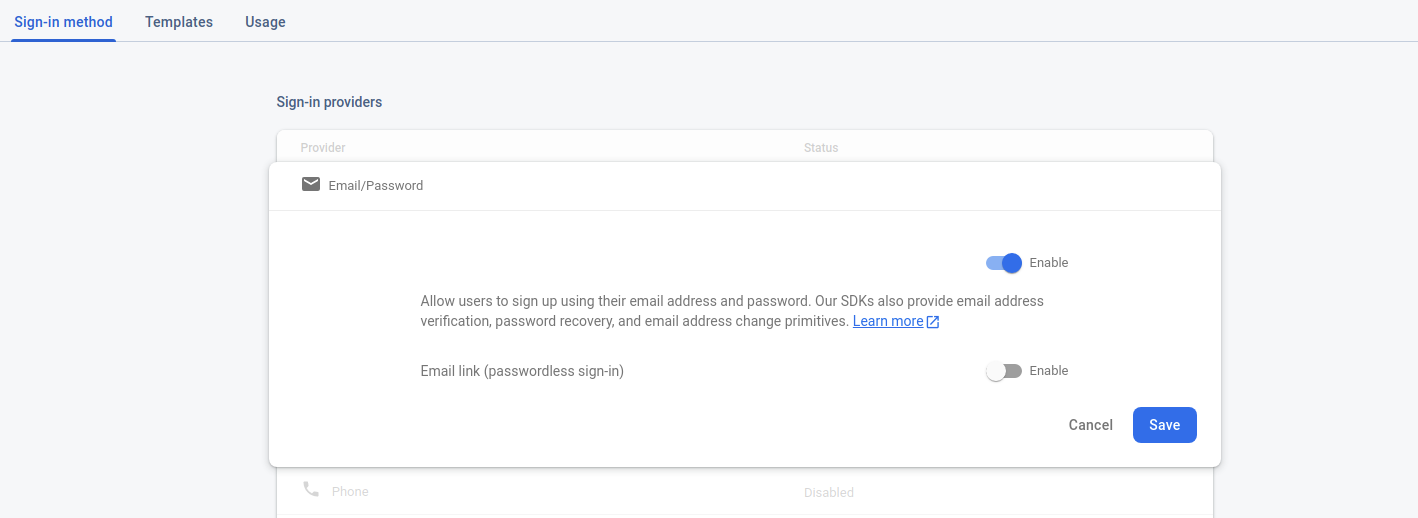 Sign-in method Templates Usage
Sign-in providers
Provider Status
Email/Password
Enable
Allow users to sign up using their email address and password. Our SDKs also provide email address
verification, password recovery, and email address change primitives. Learn more
Email link (passwordless sign-in) Enable
Cancel Save
Phone Disabled